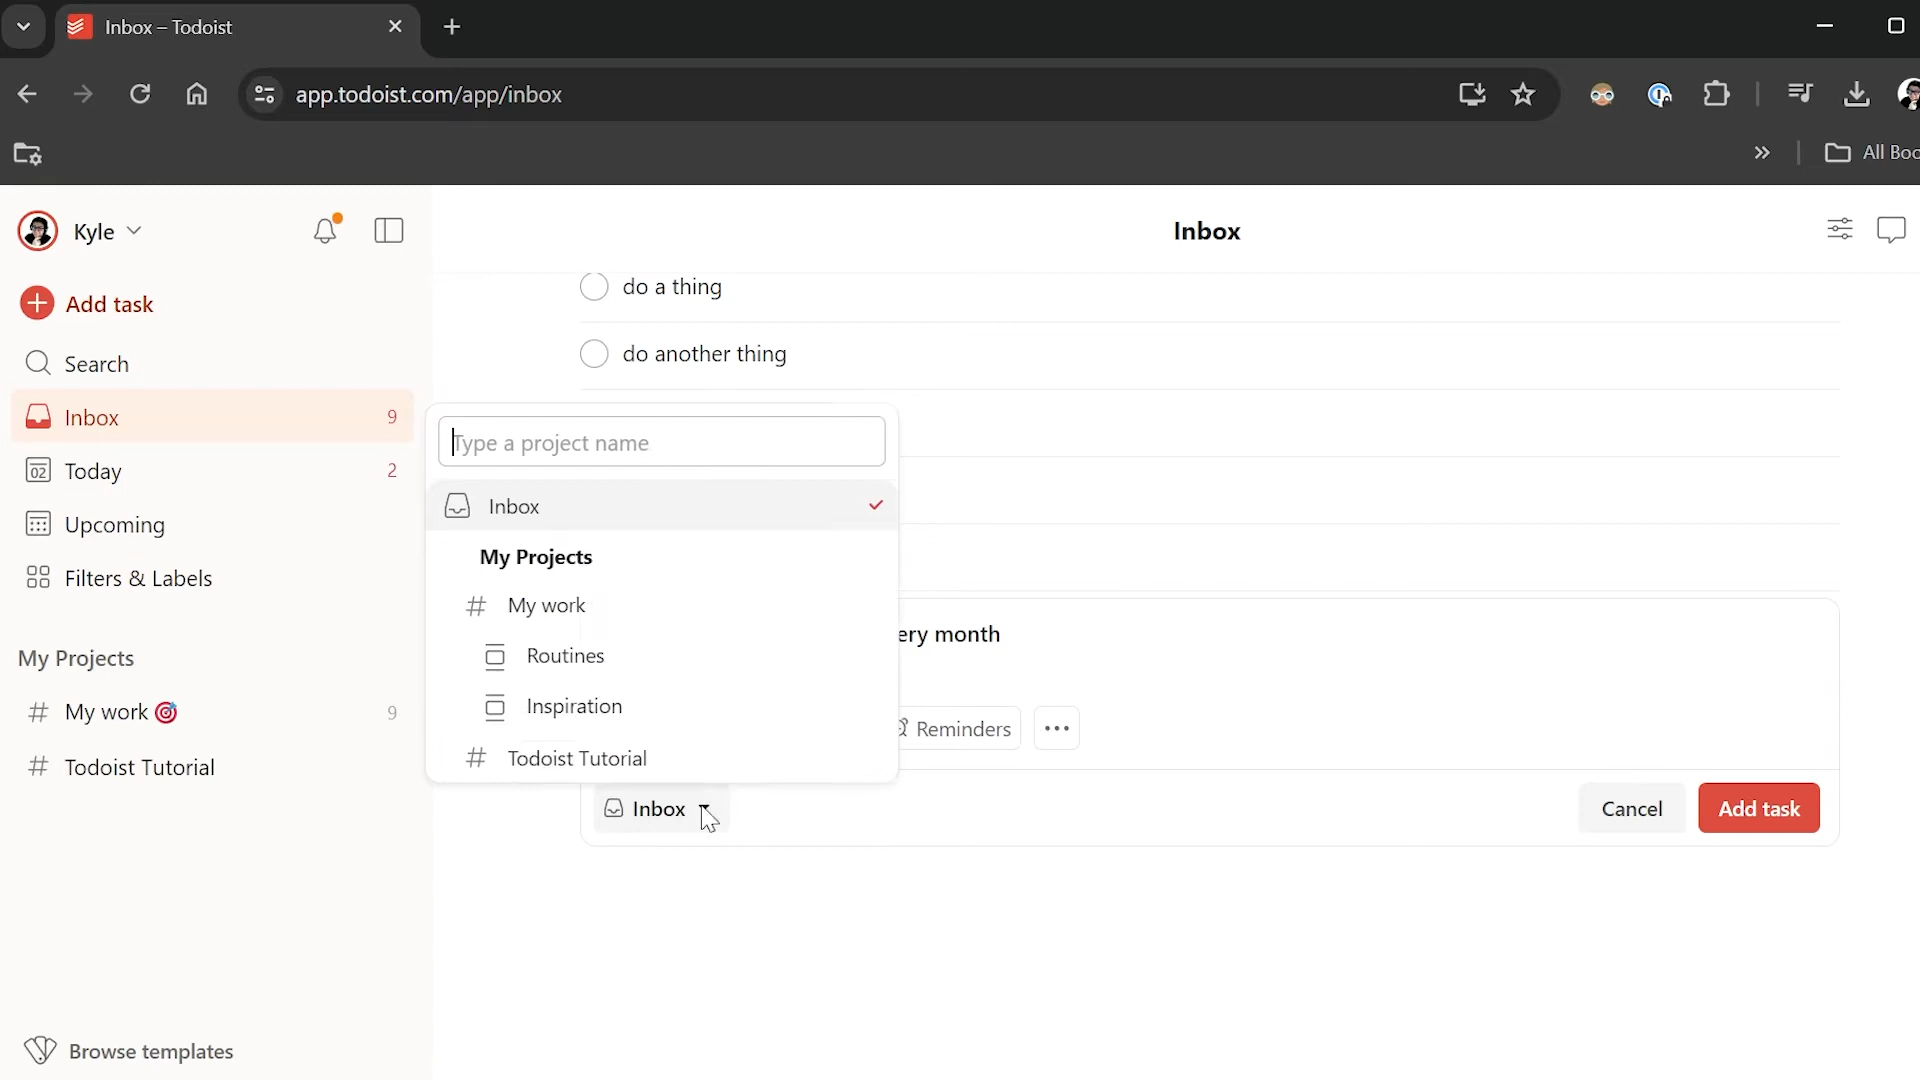 Inbox – Todoist
app.todoist.com/app/inbox
All Boo
Kyle
Inbox
Add task
Search
Inbox 9
02 Today 2
Upcoming
Filters & Labels
My Projects
# My work 🎯 9
# Todoist Tutorial
Browse templates
do a thing
do another thing
Type a project name
Inbox
My Projects
# My work
Routines
Inspiration
# Todoist Tutorial
ery month
Reminders
Inbox
Cancel
Add task